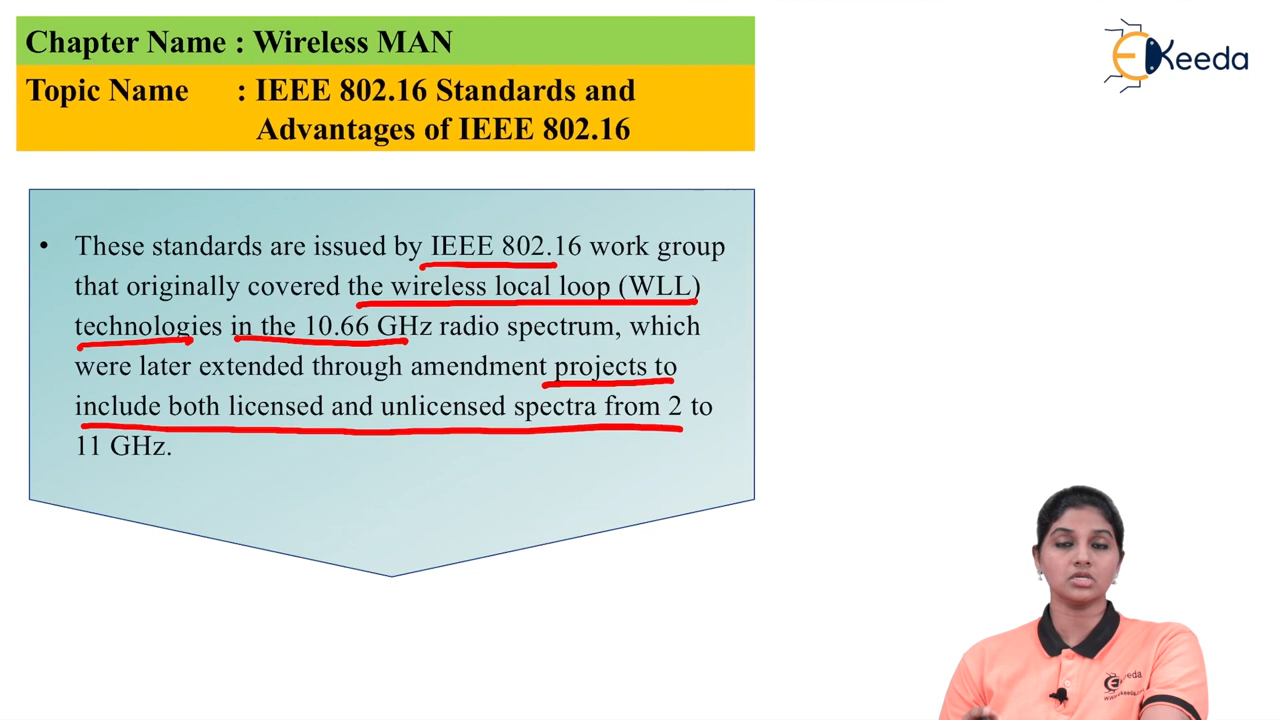 Chapter Name : Wireless MAN
Topic Name : IEEE 802.16 Standards and
Advantages of IEEE 802.16
EKeeda
• These standards are issued by IEEE 802.16 work group
that originally covered the wireless local loop (WLL)
technologies in the 10.66 GHz radio spectrum, which
were later extended through amendment projects to
include both licensed and unlicensed spectra from 2 to
11 GHz.